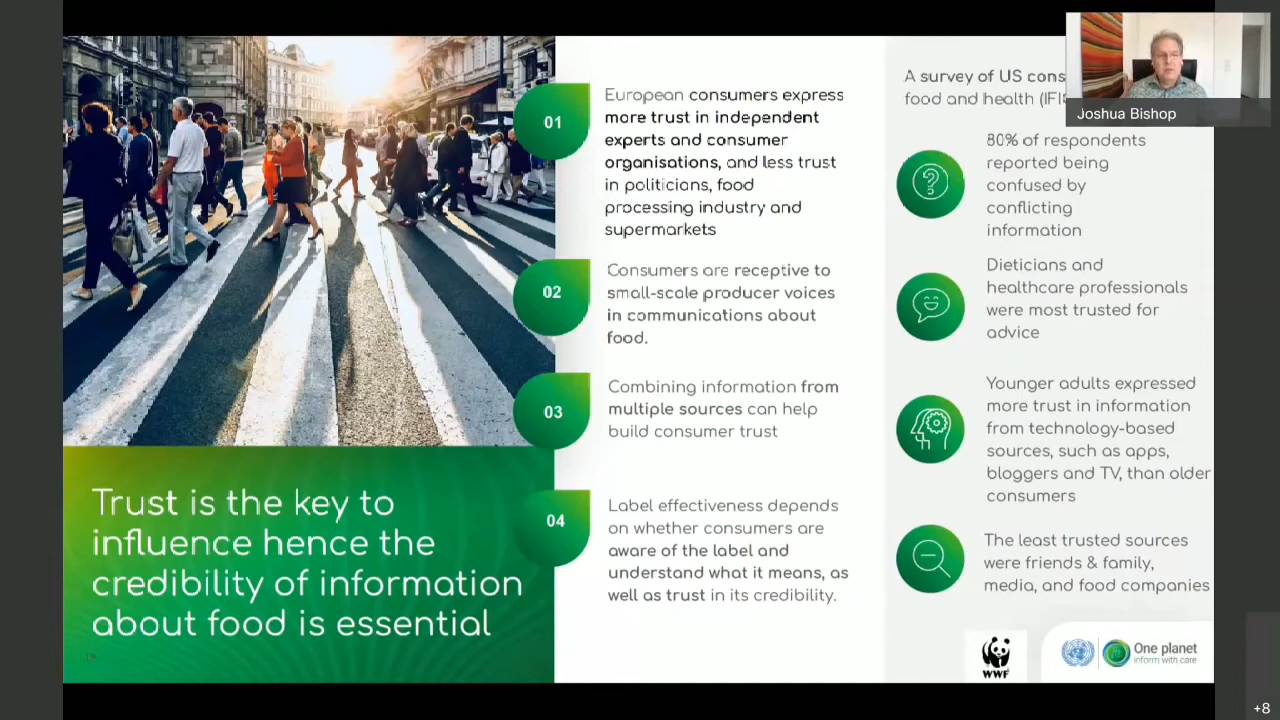 Trust is the key to
influence hence the
credibility of information
about food is essential
01
European consumers express
more trust in independent
experts and consumer
organisations, and less trust
in politicians, food
processing industry and
supermarkets
02
Consumers are receptive to
small-scale producer voices
in communications about
food.
03
Combining information from
multiple sources can help
build consumer trust
04
Label effectiveness depends
on whether consumers are
aware of the label and
understand what it means, as
well as trust in its credibility.
A survey of US cons
food and health (IFI
Joshua Bishop
80% of respondents
reported being
confused by
conflicting
information
Dieticians and
healthcare professionals
were most trusted for
advice
Younger adults expressed
more trust in information
from technology-based
sources, such as apps,
bloggers and TV, than older
consumers
The least trusted sources
were friends & family,
media, and food companies
WWF
One planet
inform with care
+8